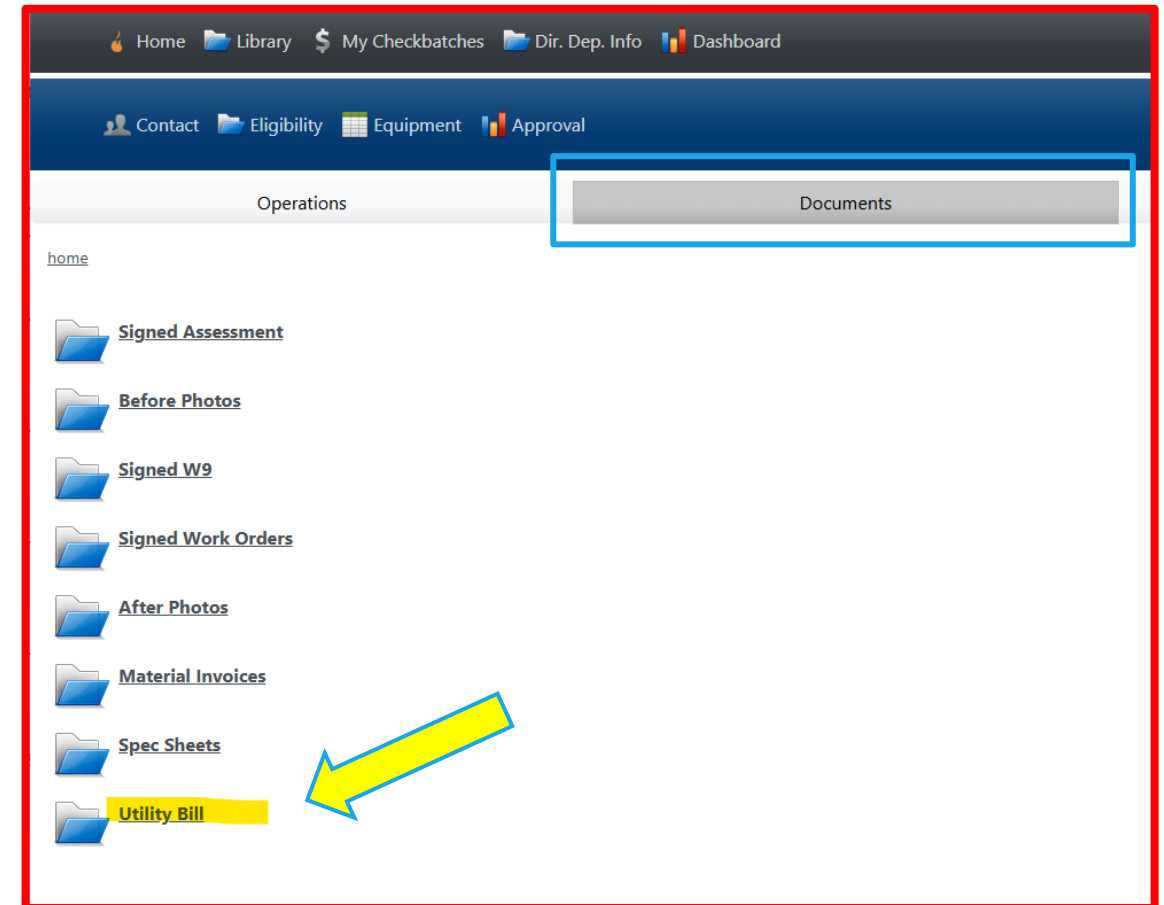 Home Library My Checkbatches Dir. Dep. Info Dashboard
Contact Eligibility Equipment Approval
Operations Documents
home
Signed Assessment
Before Photos
Signed W9
Signed Work Orders
After Photos
Material Invoices
Spec Sheets
Utility Bill